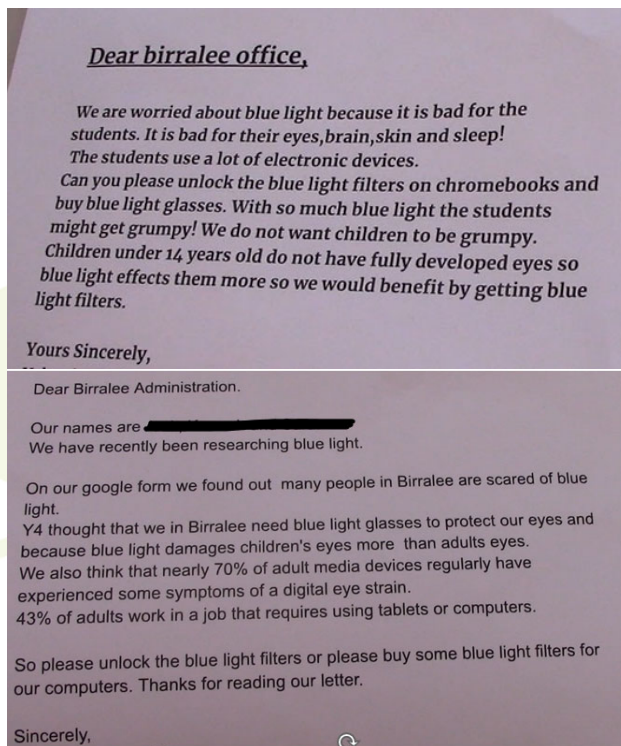 Dear birralee office,
We are worried about blue light because it is bad for the
students. It is bad for their eyes,brain,skin and sleep!
The students use a lot of electronic devices.
Can you please unlock the blue light filters on chromebooks and
buy blue light glasses. With so much blue light the students
might get grumpy! We do not want children to be grumpy.
Children under 14 years old do not have fully developed eyes so
blue light effects them more so we would benefit by getting blue
light filters.
Yours Sincerely,
Dear Birralee Administration.
Our names are
We have recently been researching blue light.
On our google form we found out many people in Birralee are scared of blue
light.
Y4 thought that we in Birralee need blue light glasses to protect our eyes and
because blue light damages children's eyes more than adults eyes.
We also think that nearly 70% of adult media devices regularly have
experienced some symptoms of a digital eye strain.
43% of adults work in a job that requires using tablets or computers.
So please unlock the blue light filters or please buy some blue light filters for
our computers. Thanks for reading our letter.
Sincerely,